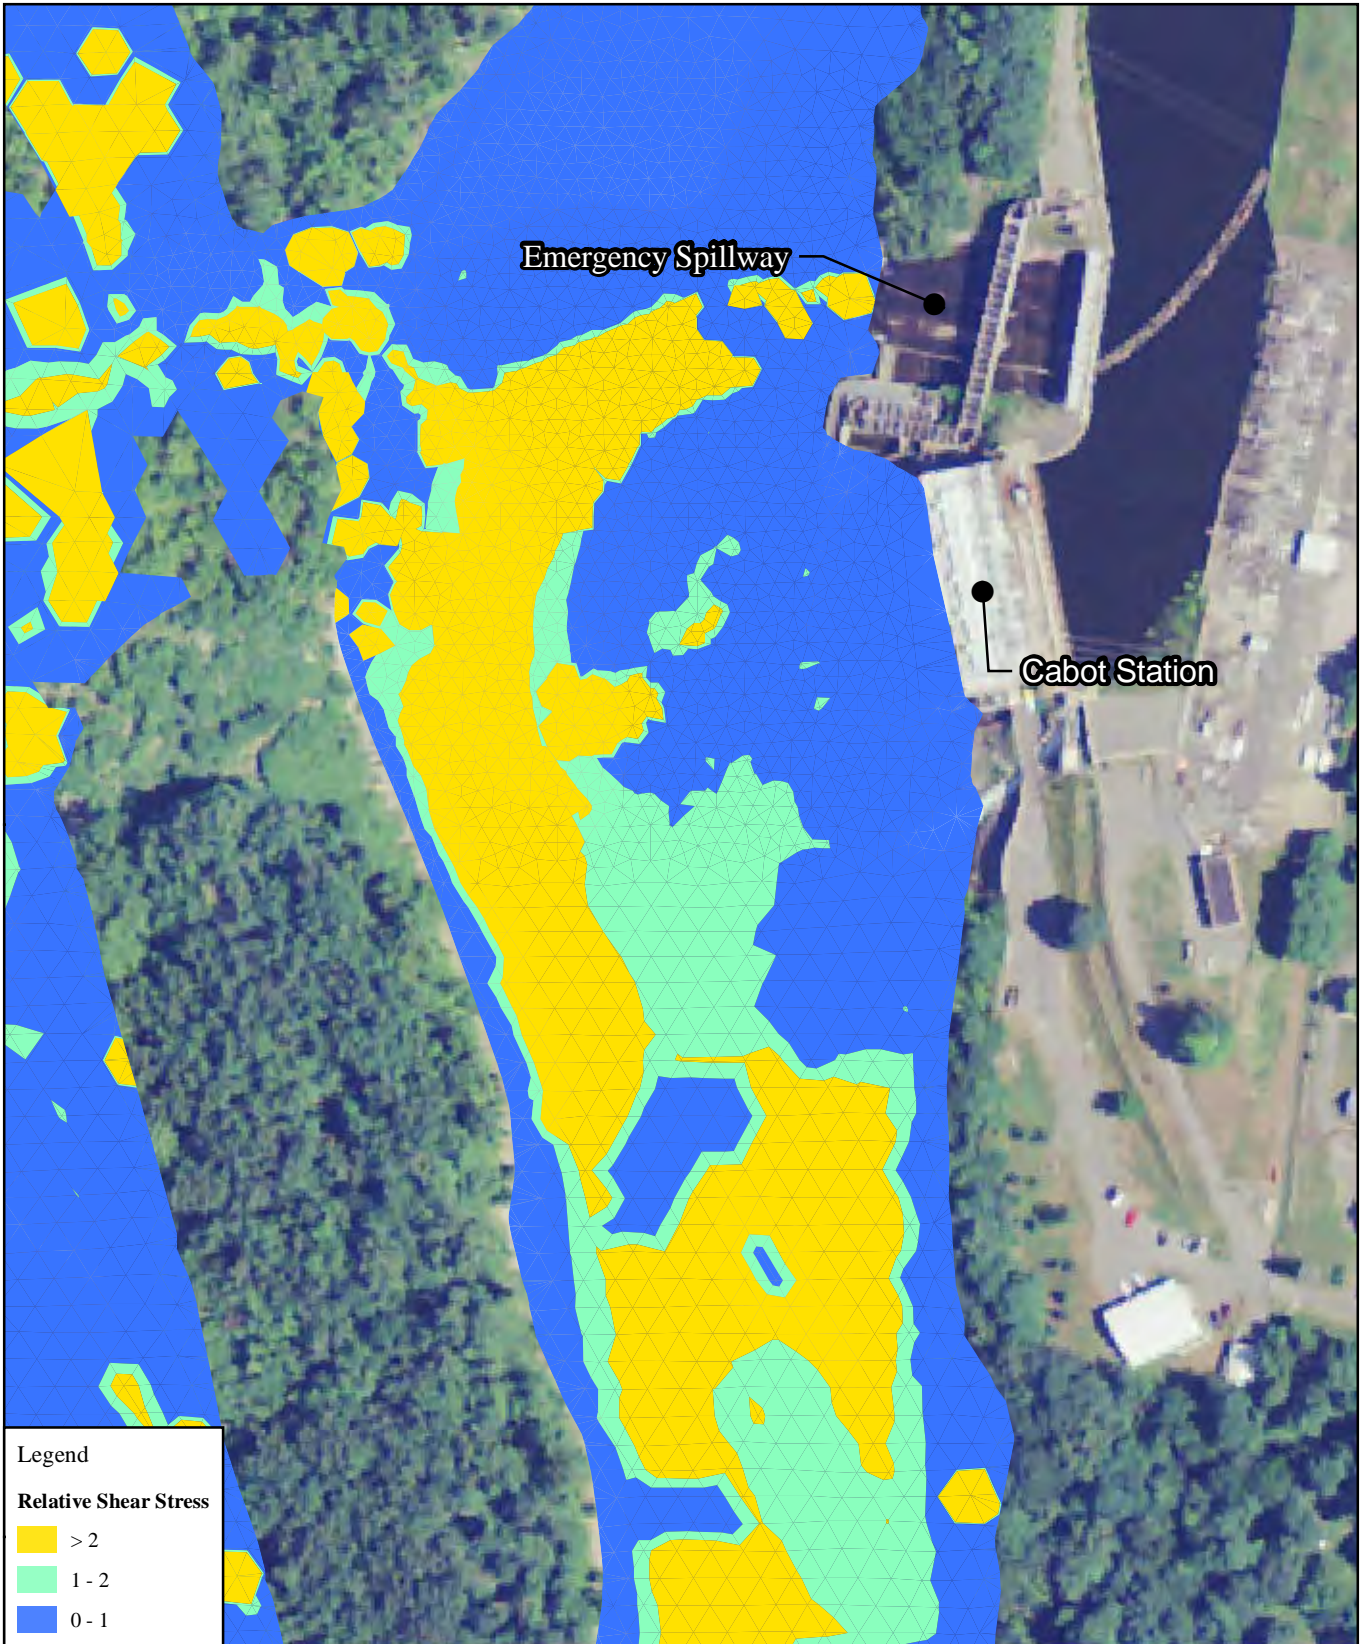 Emergency Spillway
Cabot Station
Legend
Relative Shear Stress
> 2
1 - 2
0 - 1